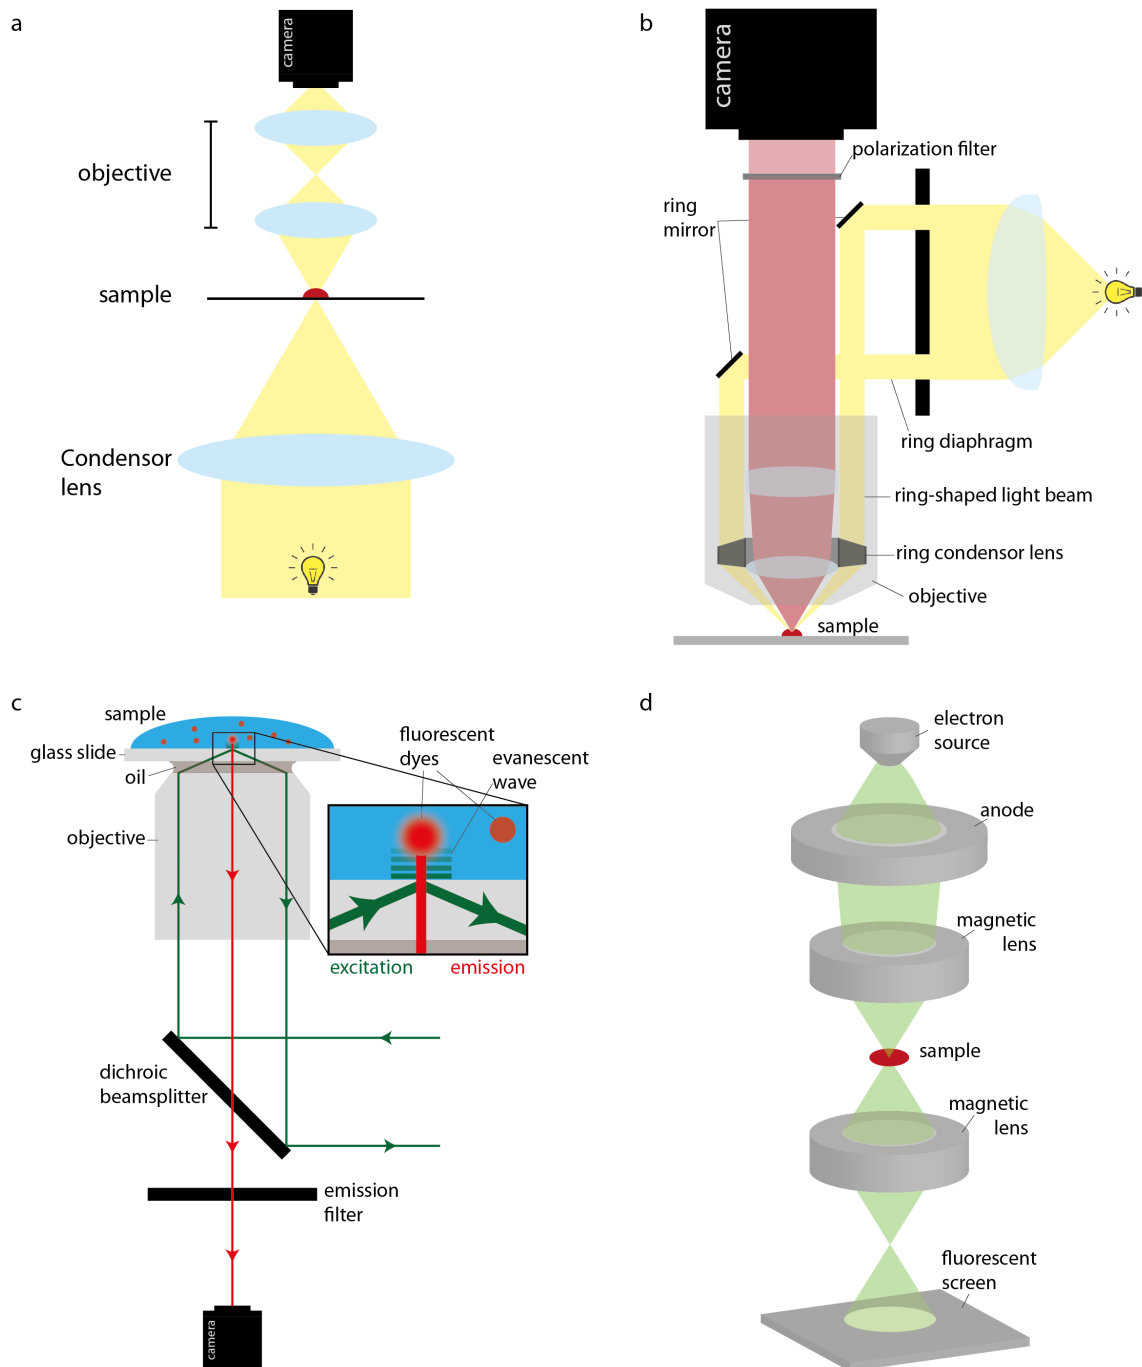 a
camera
objective
sample
Condensor
lens
b
camera
polarization filter
ring
mirror
ring diaphragm
ring-shaped light beam
ring condensor lens
objective
sample
c
sample
glass slide
oil
objective
fluorescent
dyes
evanescent
wave
excitation
emission
dichroic
beamsplitter
emission
filter
camera
d
electron
source
anode
magnetic
lens
sample
magnetic
lens
fluorescent
screen